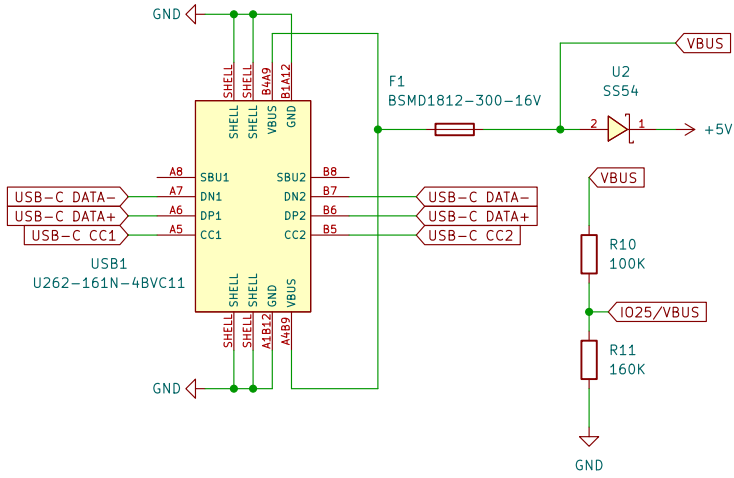 GND
SHELL
SHELL
B4A9
B1A12
SHELL
SHELL
VBUS
GND
F1
BSMD1812-300-16V
VBUS
U2
SS54
2
1
+5V
A8
SBU1
SBU2
B8
USB-C DATA-
A7
DN1
DN2
B7
USB-C DATA-
USB-C DATA+
A6
DP1
DP2
B6
USB-C DATA+
USB-C CC1
A5
CC1
CC2
B5
USB-C CC2
USB1
U262-161N-4BVC11
SHELL
SHELL
GND
VBUS
SHELL
SHELL
A1B12
A4B9
GND
VBUS
R10
100K
IO25/VBUS
R11
160K
GND